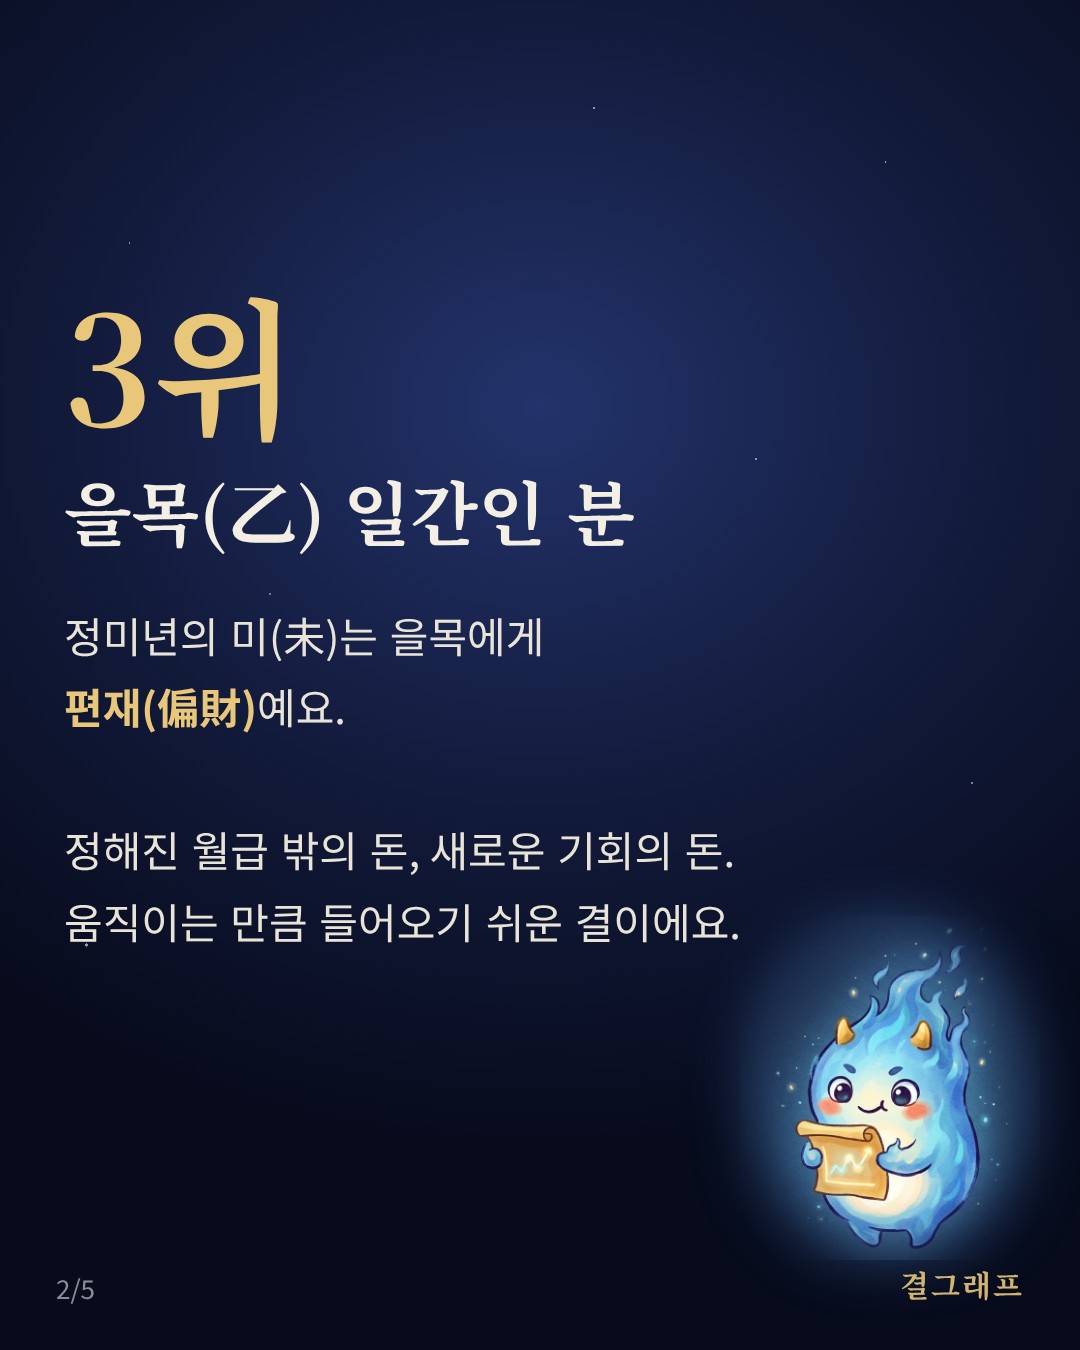 3위
을목(乙) 일간인 분
정미년의 미(未)는 을목에게
편재(偏財)예요.
정해진 월급 밖의 돈, 새로운 기회의 돈.
움직이는 만큼 들어오기 쉬운 결이에요.
2/5
결그래프